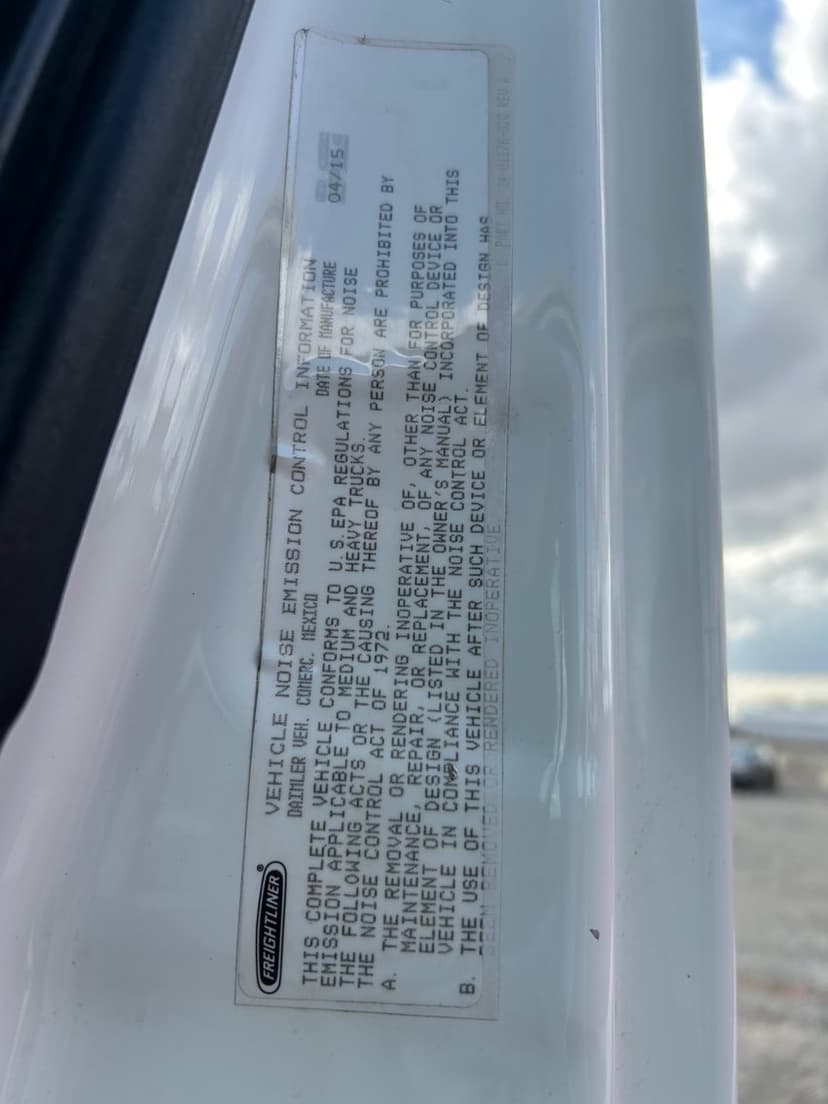 FREIGHTLINER
VEHICLE NOISE EMISSION CONTROL INFORMATION
DAIMLER VEH. COMERC. MEXICO DATE OF MANUFACTURE 04/15
THIS COMPLETE VEHICLE CONFORMS TO U.S.EPA REGULATIONS FOR NOISE
EMISSION APPLICABLE TO MEDIUM AND HEAVY TRUCKS.
THE FOLLOWING ACTS OR THE CAUSING THEREOF BY ANY PERSON ARE PROHIBITED BY
THE NOISE CONTROL ACT OF 1972.
A. THE REMOVAL OR RENDERING INOPERATIVE OF, OTHER THAN FOR PURPOSES OF
MAINTENANCE, REPAIR, OR REPLACEMENT, OF ANY NOISE CONTROL DEVICE OR
ELEMENT OF DESIGN (LISTED IN THE OWNER'S MANUAL) INCORPORATED INTO THIS
VEHICLE IN COMPLIANCE WITH THE NOISE CONTROL ACT.
B. THE USE OF THIS VEHICLE AFTER SUCH DEVICE OR ELEMENT OF DESIGN HAS
BEEN REMOVED OR RENDERED INOPERATIVE
PART NO.